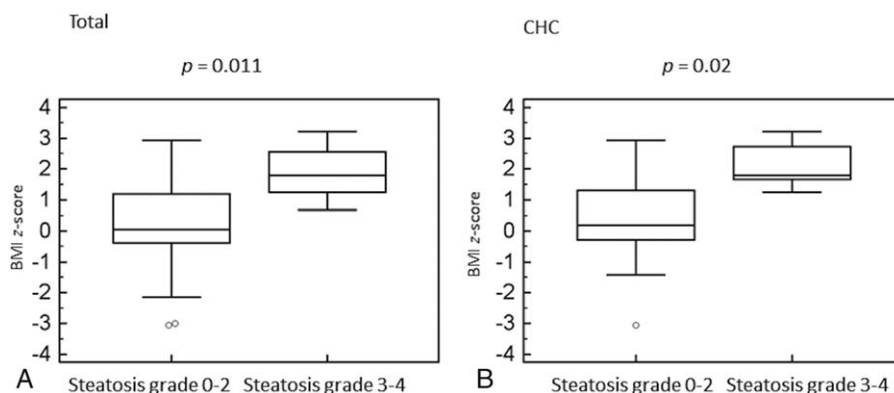 Total
p = 0.011
4
3
2
1
0
-1
-2
-3
-4
BMI z-score
A
Steatosis grade 0-2 Steatosis grade 3-4
CHC
p = 0.02
4
3
2
1
0
-1
-2
-3
-4
BMI z-score
B
Steatosis grade 0-2 Steatosis grade 3-4